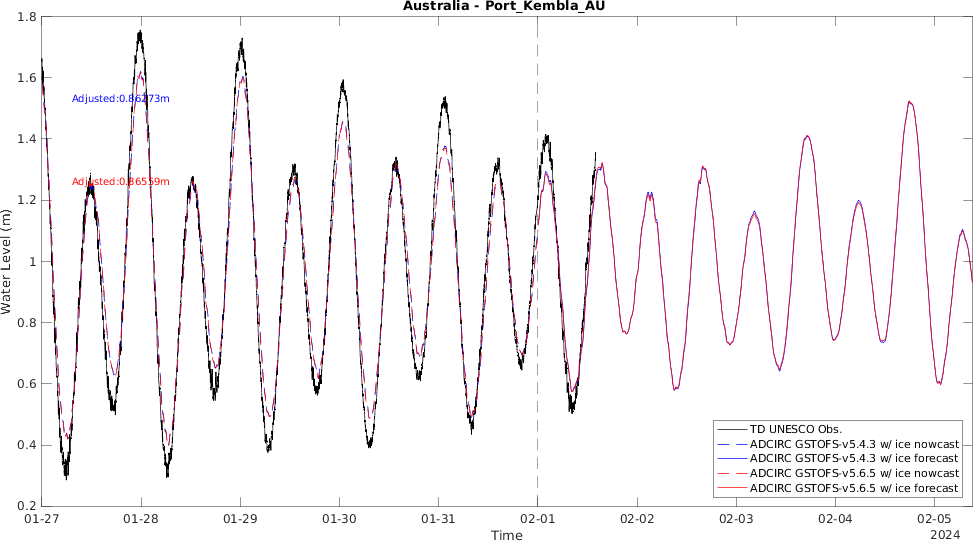 Australia - Port_Kembla_AU
1.8
1.6
1.4
1.2
1
0.8
0.6
0.4
0.2
Water Level (m)
Adjusted:0.86273m
Adjusted:0.86559m
01-27 01-28 01-29 01-30 01-31 02-01 02-02 02-03 02-04 02-05
2024
Time
TD UNESCO Obs.
ADCIRC GSTOFS-v5.4.3 w/ ice nowcast
ADCIRC GSTOFS-v5.4.3 w/ ice forecast
ADCIRC GSTOFS-v5.6.5 w/ ice nowcast
ADCIRC GSTOFS-v5.6.5 w/ ice forecast